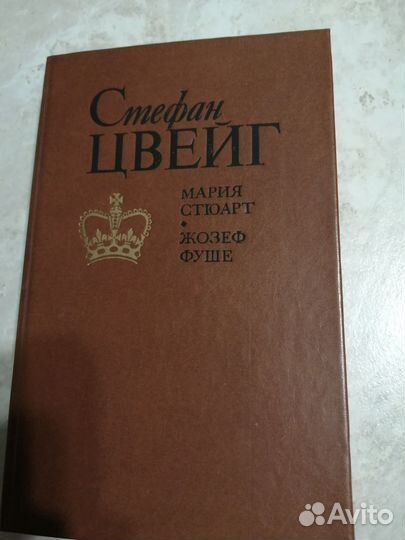 Стефан
ЦВЕЙГ
МАРИЯ
СТЮАРТ
•
ЖОЗЕФ
ФУШЕ
Avito